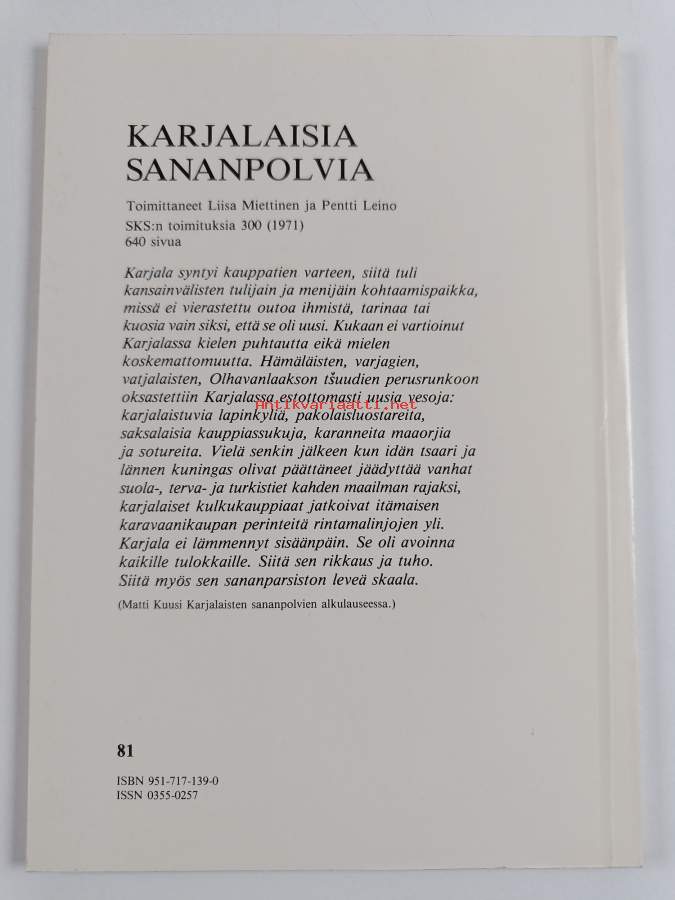 KARJALAISIA
SANANPOLVIA
Toimittaneet Liisa Miettinen ja Pentti Leino
SKS:n toimituksia 300 (1971)
640 sivua
Karjala syntyi kauppatien varteen, siitä tuli
kansainvälisten tulijain ja menijäin kohtaamispaikka,
missä ei vierastettu outoa ihmistä, tarinaa tai
kuosia vain siksi, että se oli uusi. Kukaan ei vartioinut
Karjalassa kielen puhtautta eikä mielen
koskemattomuutta. Hämäläisten, varjagien,
vatjalaisten, Olhavanlaakson tšuudien perusrunkoon
oksastettiin Karjalassa estottomasti uusia vesoja:
Antikvariaatti.net
karjalaistuvia lapinkyliä, pakolaisluostareita,
saksalaisia kauppiassukuja, karanneita maaorjia
ja sotureita. Vielä senkin jälkeen kun idän tsaari ja
lännen kuningas olivat päättäneet jäädyttää vanhat
suola-, terva- ja turkistiet kahden maailman rajaksi,
karjalaiset kulkukauppiaat jatkoivat itämaisen
karavaanikaupan perinteitä rintamalinjojen yli.
Karjala ei lämmennyt sisäänpäin. Se oli avoinna
kaikille tulokkaille. Siitä sen rikkaus ja tuho.
Siitä myös sen sananparsiston leveä skaala.
(Matti Kuusi Karjalaisten sananpolvien alkulauseessa.)
81
ISBN 951-717-139-0
ISSN 0355-0257